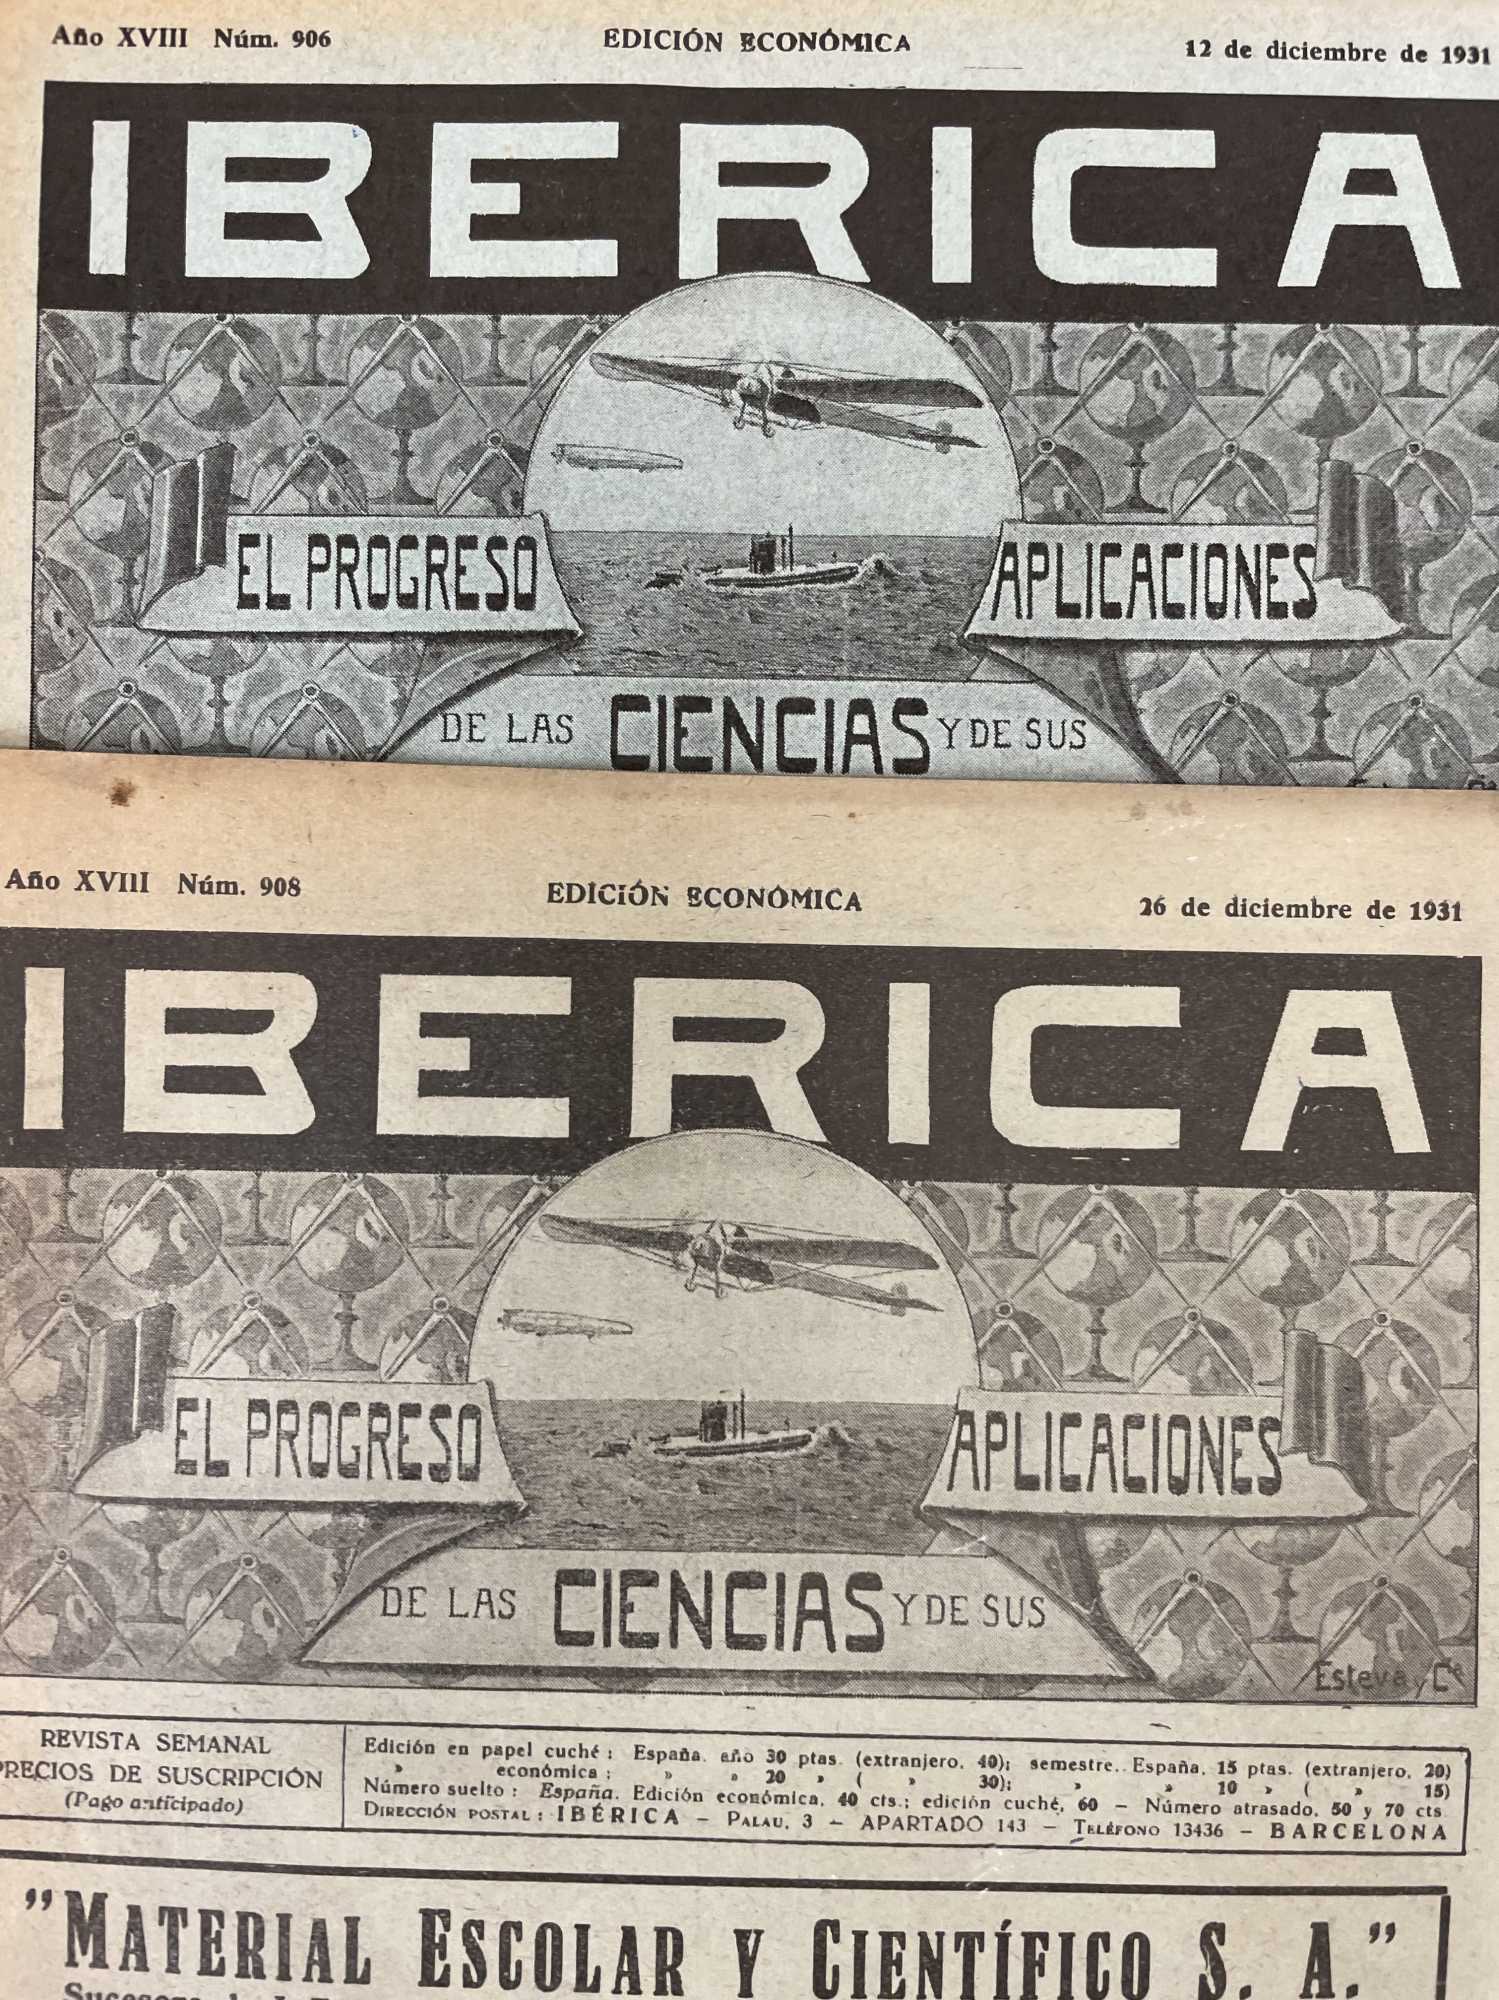 Año XVIII Núm. 906 EDICIÓN ECONÓMICA 12 de diciembre de 1931
IBERICA
EL PROGRESO APLICACIONES
DE LAS CIENCIAS Y DE SUS
Año XVIII Núm. 908 EDICIÓN ECONÓMICA 26 de diciembre de 1931
IBERICA
EL PROGRESO APLICACIONES
DE LAS CIENCIAS Y DE SUS
Esteva y Cª
REVISTA SEMANAL
PRECIOS DE SUSCRIPCIÓN
(Pago anticipado)
Edición en papel cuché : España. año 30 ptas. (extranjero, 40); semestre, España, 15 ptas. (extranjero, 20)
» económica : » » 20 » ( » 30); » » 10 » ( » 15)
Número suelto : España. Edición económica, 40 cts.; edición cuché, 60 — Número atrasado, 50 y 70 cts.
DIRECCIÓN POSTAL : IBÉRICA — PALAU, 3 — APARTADO 143 — TELÉFONO 13436 — BARCELONA
"MATERIAL ESCOLAR Y CIENTÍFICO S. A."